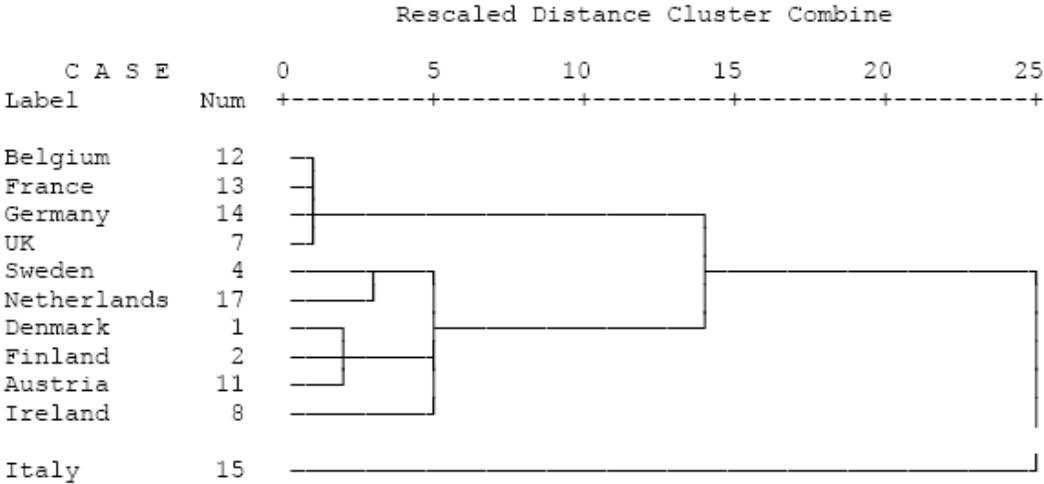 Rescaled Distance Cluster Combine
C A S E 0 5 10 15 20 25
Label Num +---------+---------+---------+---------+---------+
Belgium 12
France 13
Germany 14
UK 7
Sweden 4
Netherlands 17
Denmark 1
Finland 2
Austria 11
Ireland 8
Italy 15